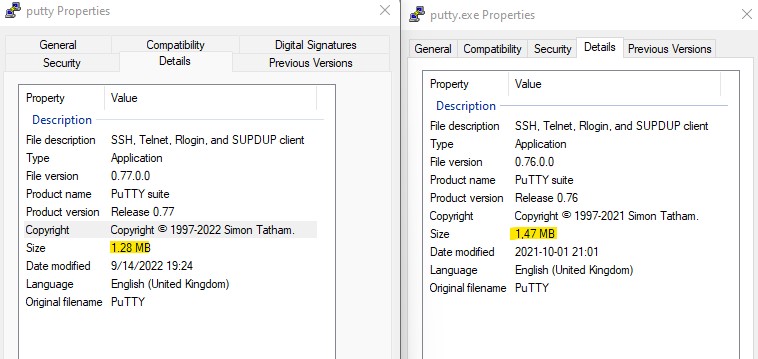 putty Properties
General Compatibility Digital Signatures
Security Details Previous Versions
Property Value
Description
File description SSH, Telnet, Rlogin, and SUPDUP client
Type Application
File version 0.77.0.0
Product name PuTTY suite
Product version Release 0.77
Copyright Copyright © 1997-2022 Simon Tatham.
Size 1.28 MB
Date modified 9/14/2022 19:24
Language English (United Kingdom)
Original filename PuTTY
putty.exe Properties
General Compatibility Security Details Previous Versions
Property Value
Description
File description SSH, Telnet, Rlogin, and SUPDUP client
Type Application
File version 0.76.0.0
Product name PuTTY suite
Product version Release 0.76
Copyright Copyright © 1997-2021 Simon Tatham.
Size 1.47 MB
Date modified 2021-10-01 21:01
Language English (United Kingdom)
Original filename PuTTY